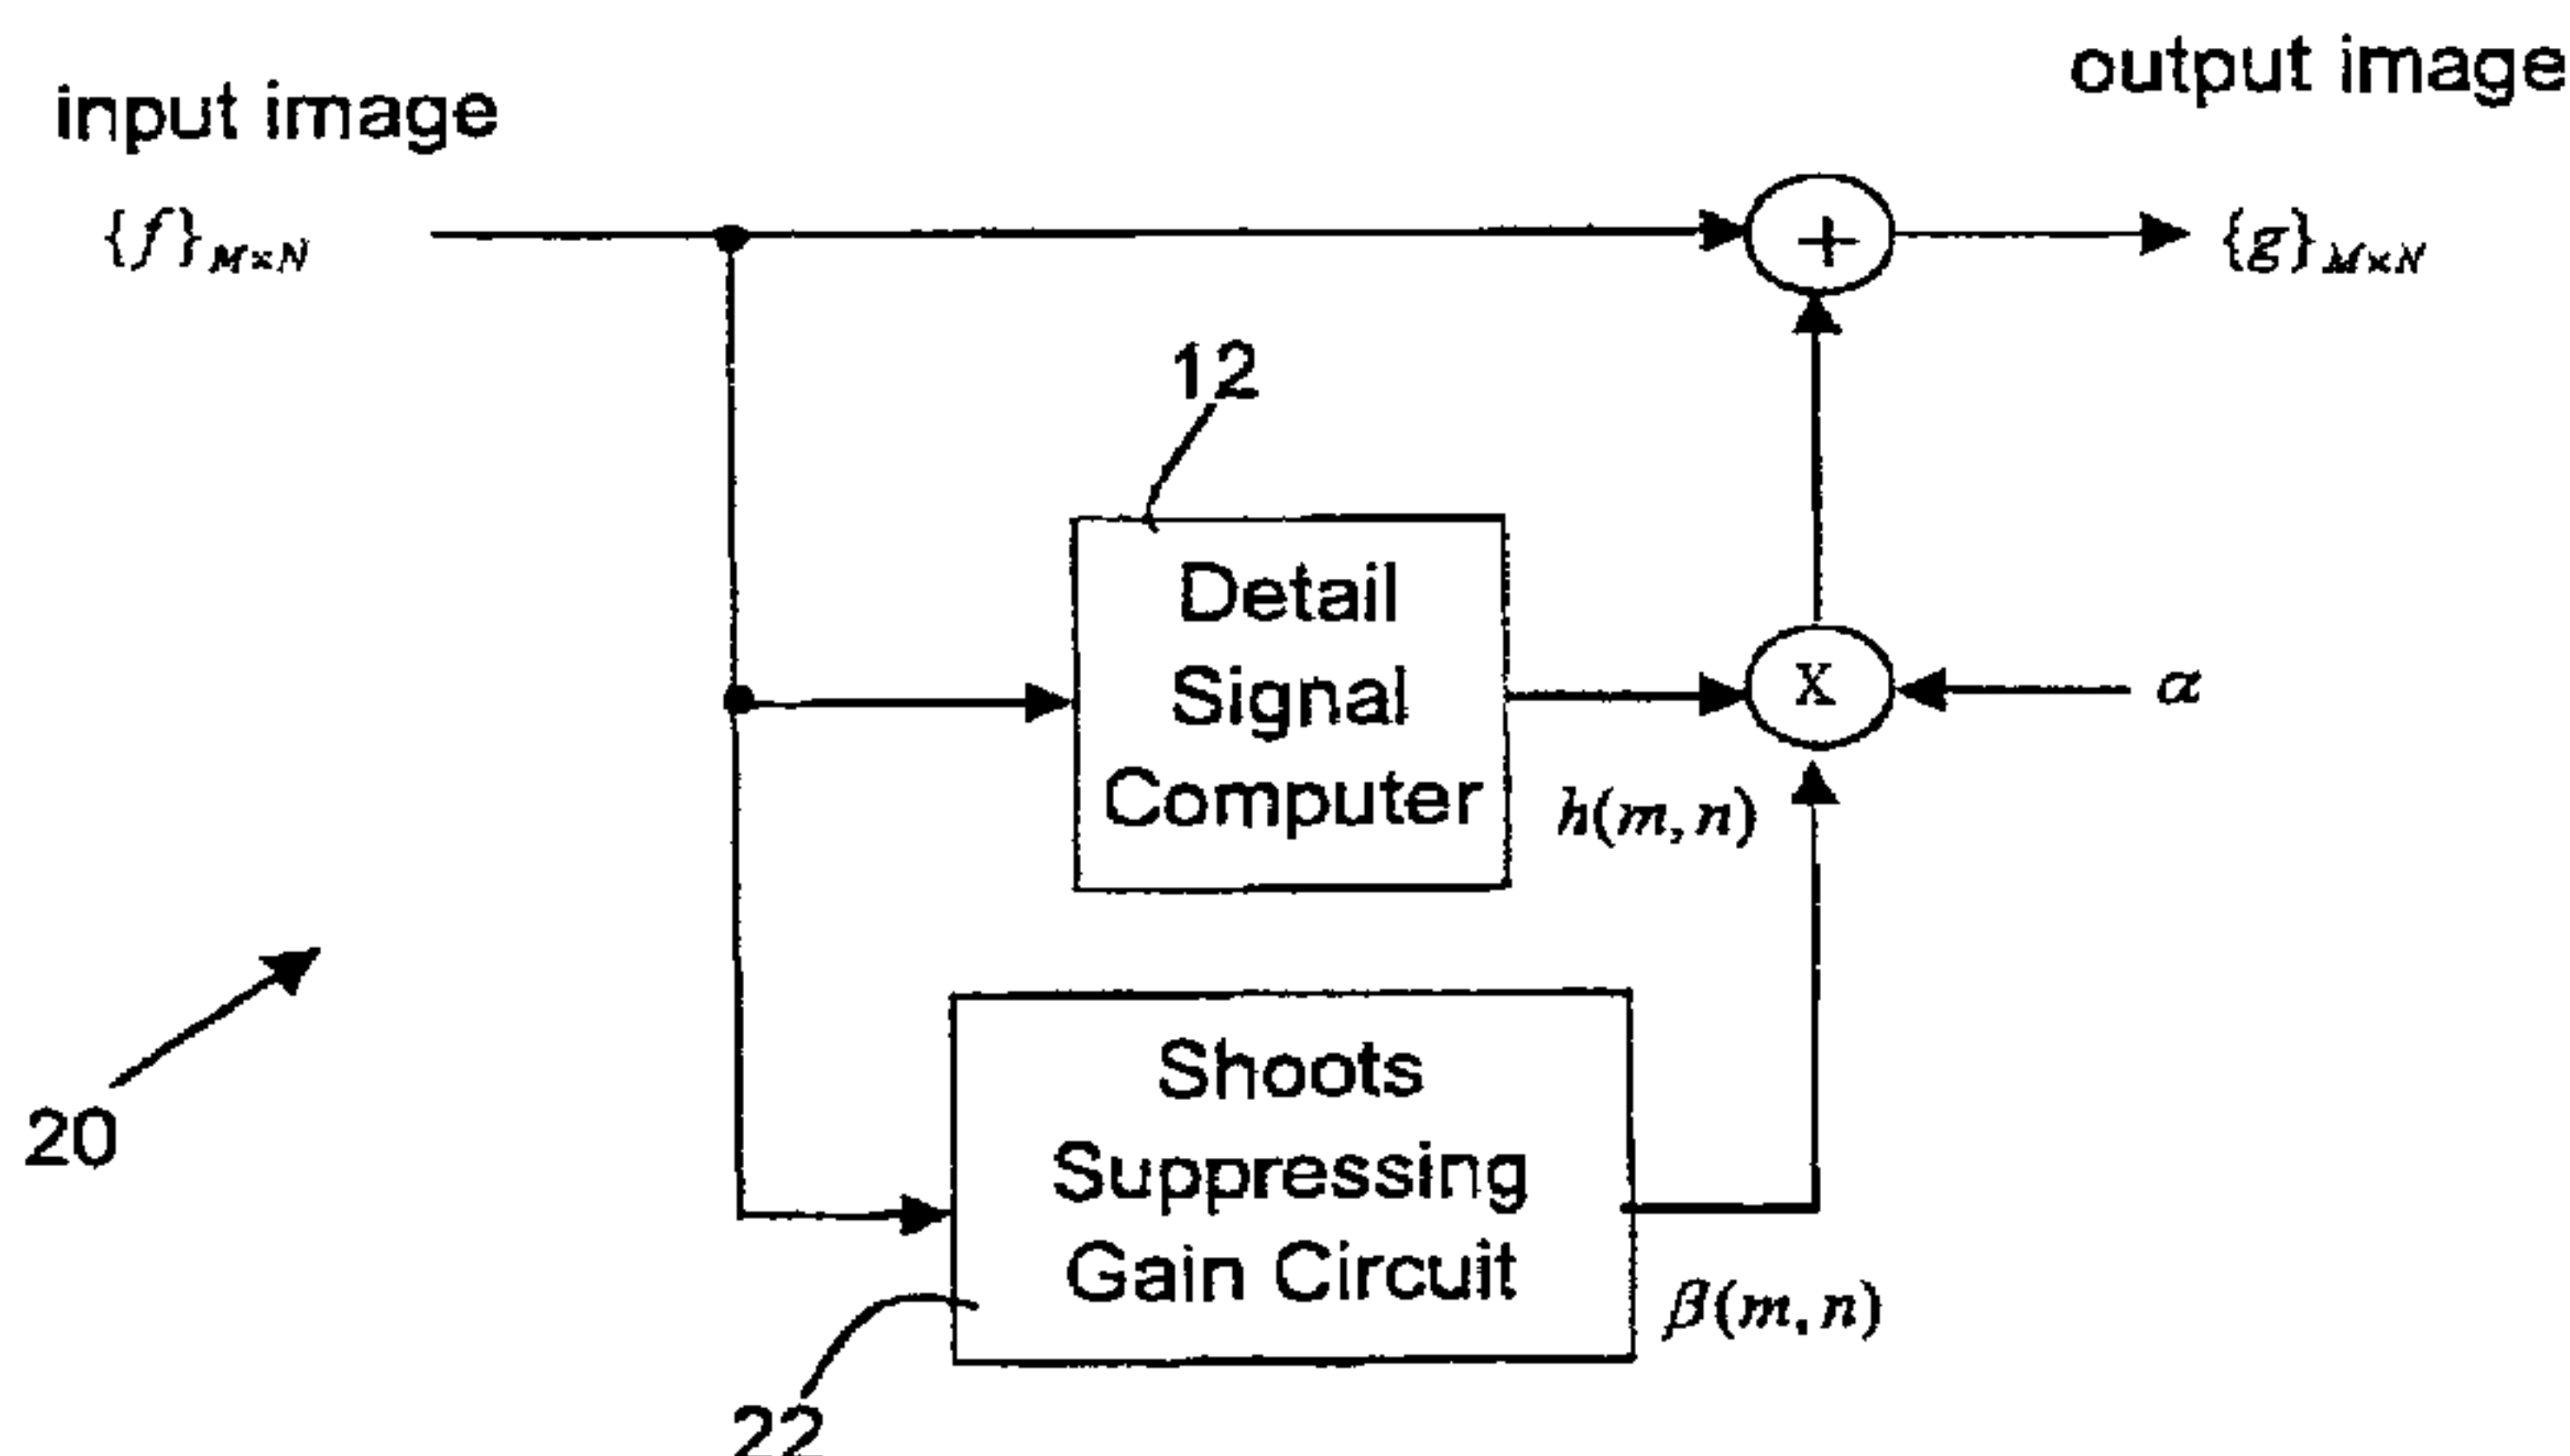 input image
output image
{f}M×N
+
{g}M×N
12
Detail
Signal
Computer
X
α
h(m,n)
20
Shoots
Suppressing
Gain Circuit
β(m,n)
22